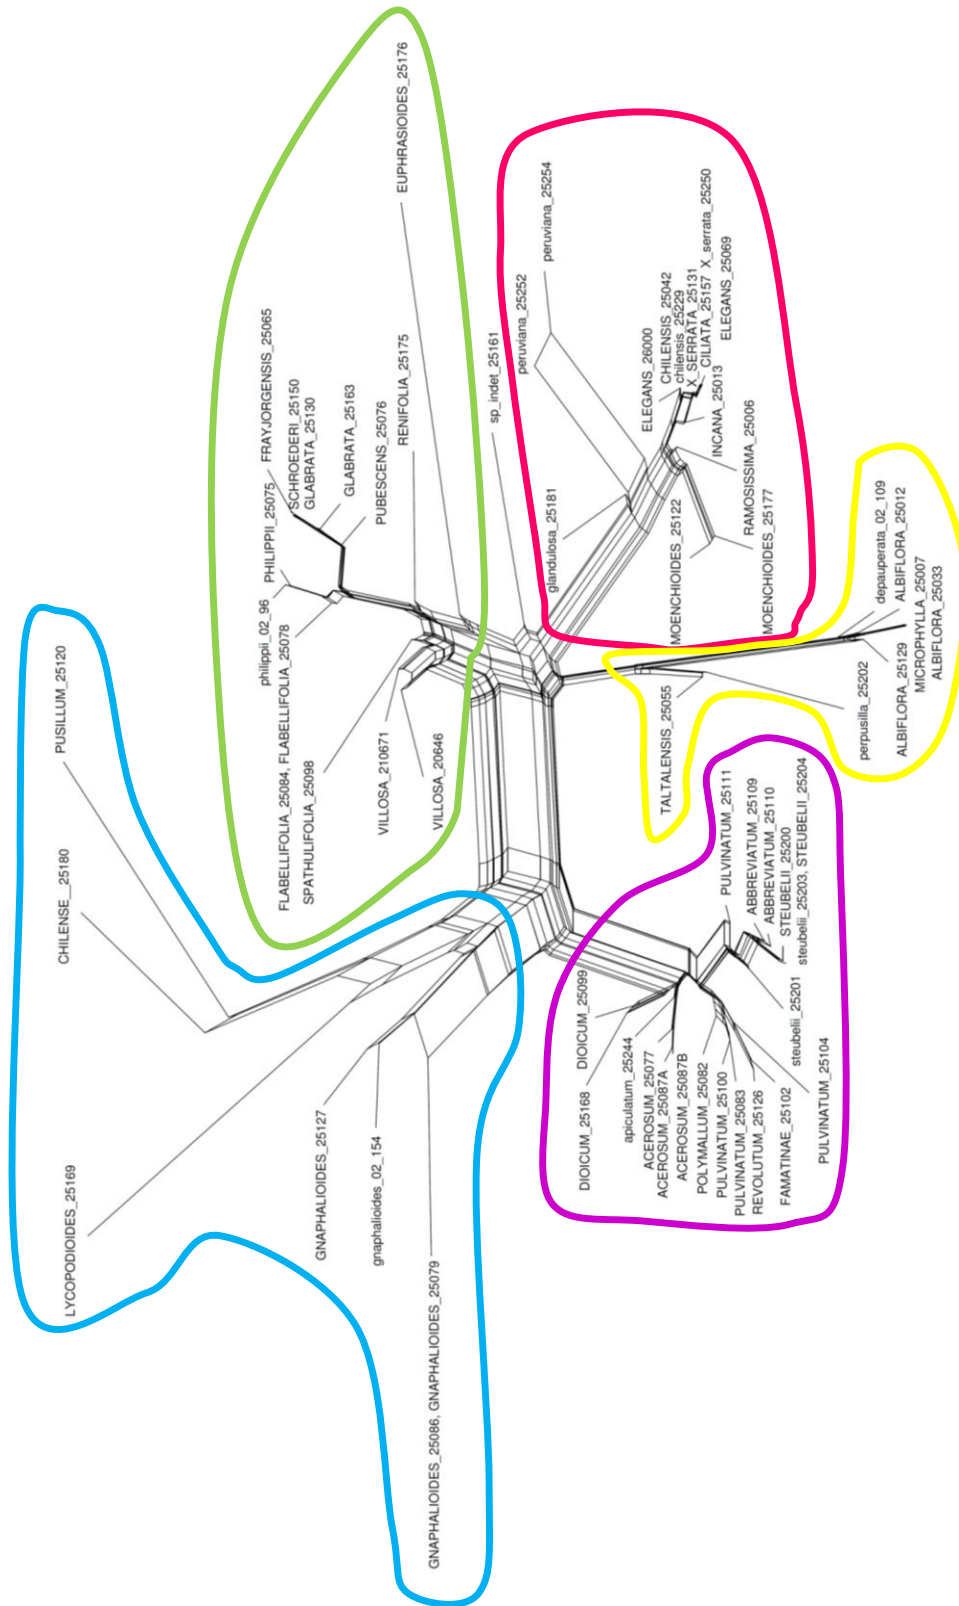 EUPHRASIOIDES_25176
FRAYJORGENSIS_25065
SCHROEDERI_25150
GLABRATA_25130
GLABRATA_25163
PUBESCENS_25076
RENIFOLIA_25175
PHILIPPII_25075
philippii_02_96
FLABELLIFOLIA_25084, FLABELLIFOLIA_25078
SPATHULIFOLIA_25098
VILLOSA_210671
VILLOSA_20646
sp_indet_25161
peruviana_25252
peruviana_25254
glandulosa_25181
ELEGANS_26000
CHILENSIS_25042
chilensis_25229
X_SERRATA_25131
CILIATA_25157 X_serrata_25250
ELEGANS_25069
INCANA_25013
RAMOSISSIMA_25006
MOENCHIOIDES_25122
MOENCHIOIDES_25177
depauperata_02_109
ALBIFLORA_25012
MICROPHYLLA_25007
ALBIFLORA_25033
ALBIFLORA_25129
perpusilla_25202
TALTALENSIS_25055
PULVINATUM_25111
ABBREVIATUM_25109
ABBREVIATUM_25110
STEUBELII_25200
steubelii_25203, STEUBELII_25204
steubelii_25201
PULVINATUM_25104
FAMATINAE_25102
REVOLUTUM_25126
PULVINATUM_25083
PULVINATUM_25100
POLYMALLUM_25082
ACEROSUM_25087B
ACEROSUM_25087A
ACEROSUM_25077
apiculatum_25244
DIOICUM_25099
DIOICUM_25168
GNAPHALIOIDES_25086, GNAPHALIOIDES_25079
gnaphalioides_02_154
GNAPHALIOIDES_25127
LYCOPODIOIDES_25169
CHILENSE__25180
PUSILLUM_25120